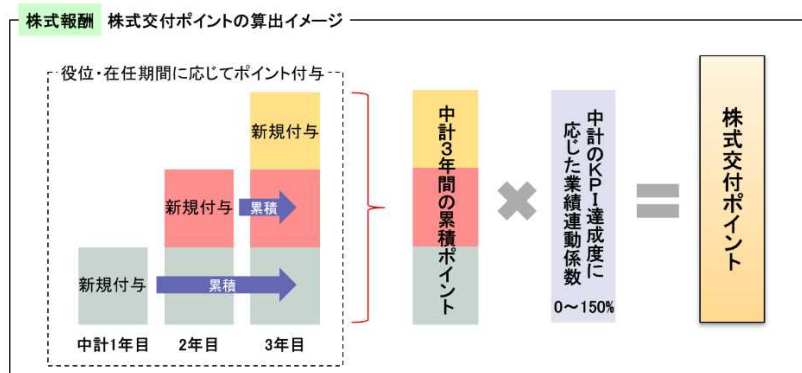 株式報酬 株式交付ポイントの算出イメージ
役位・在任期間に応じてポイント付与
新規付与
新規付与
累積
新規付与
累積
新規付与
中計1年目
2年目
3年目
中計3年間の累積ポイント
中計のKPI達成度に
応じた業績連動係数
0～150%
株式交付ポイント